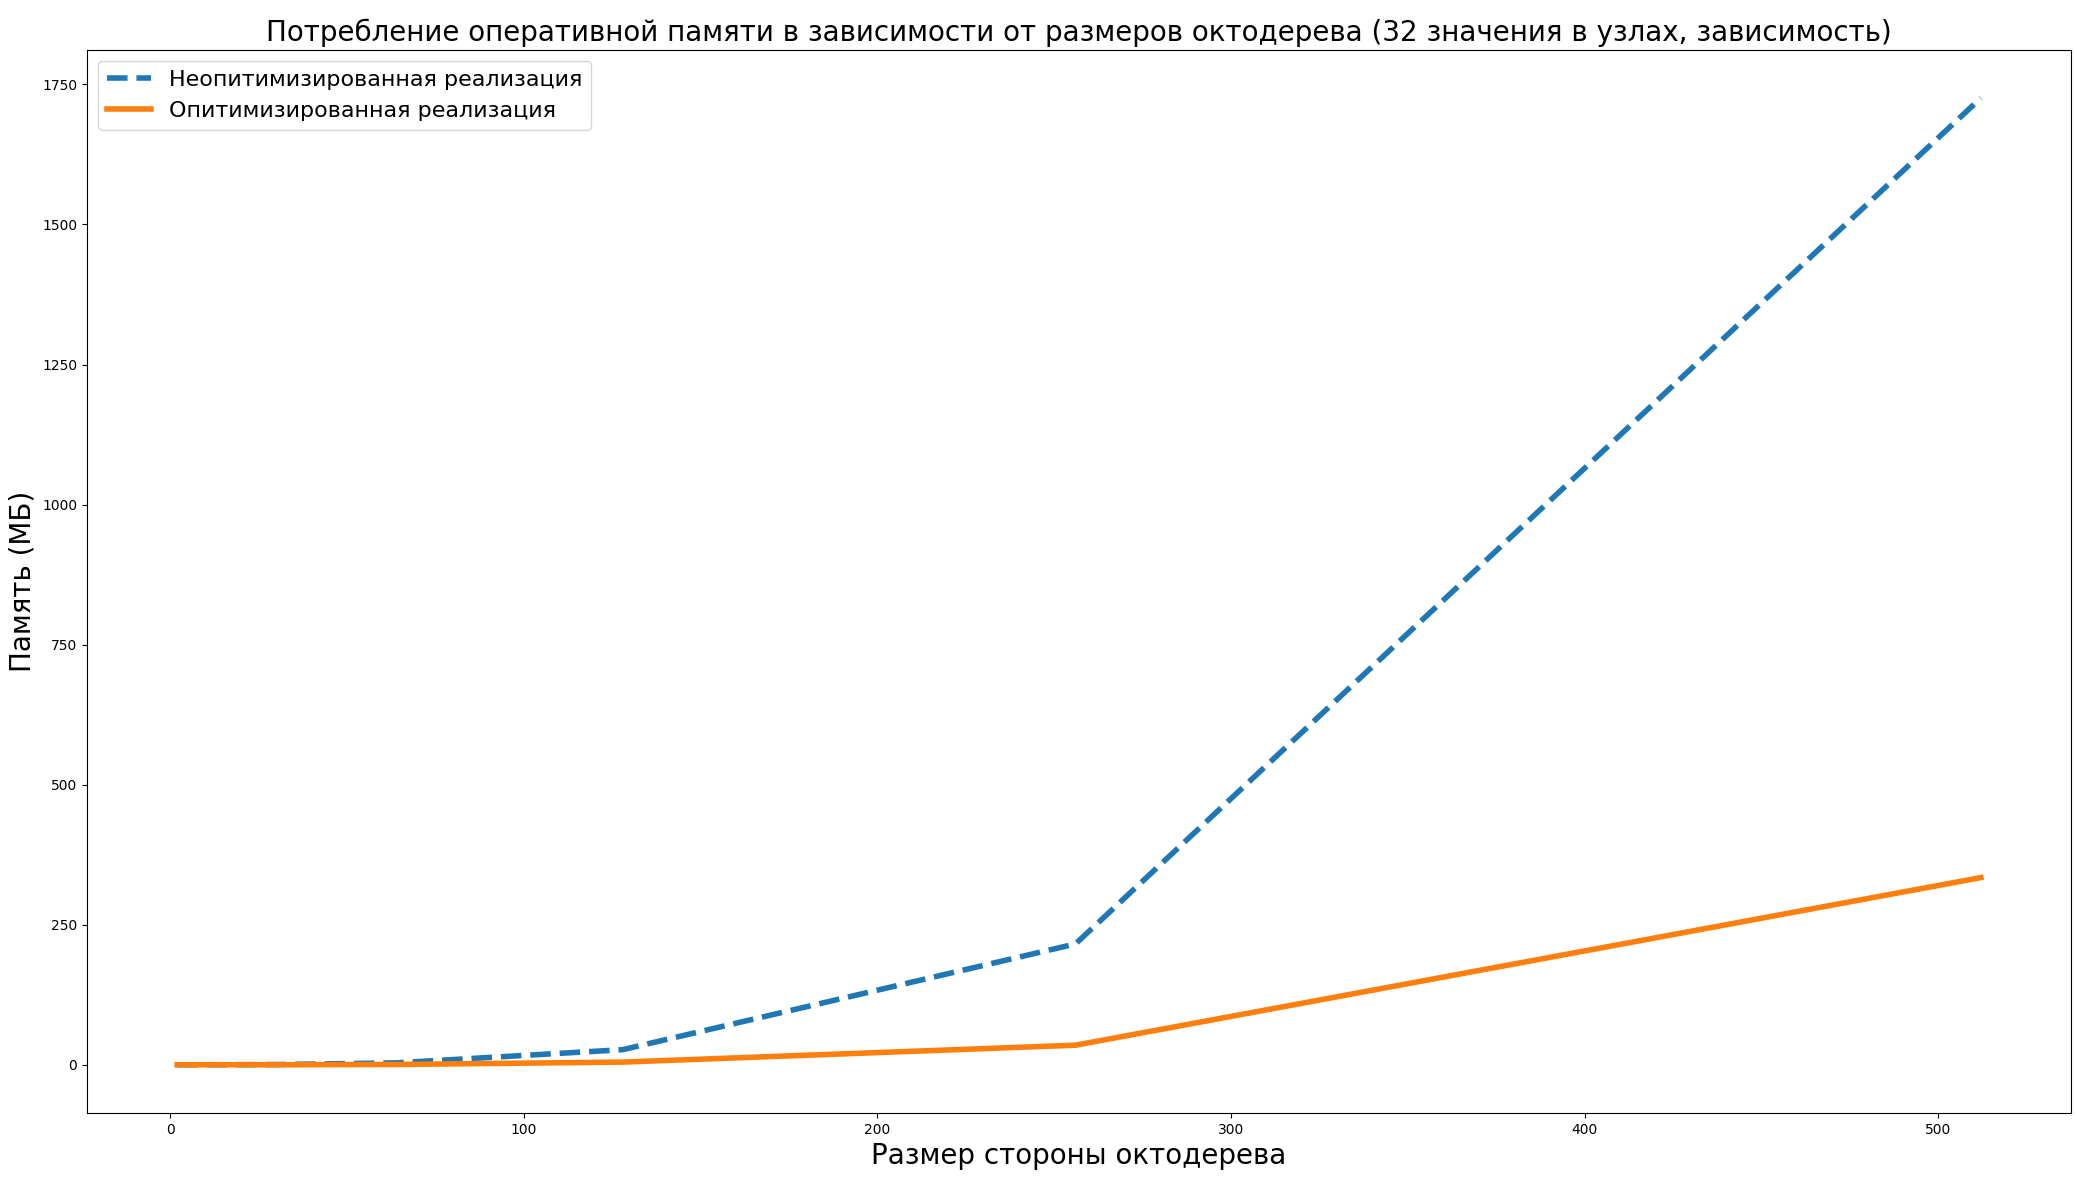 Потребление оперативной памяти в зависимости от размеров октодерева (32 значения в узлах, зависимость)
Неопитимизированная реализация
Опитимизированная реализация
Память (МБ)
1750
1500
1250
1000
750
500
250
0
0 100 200 300 400 500
Размер стороны октодерева